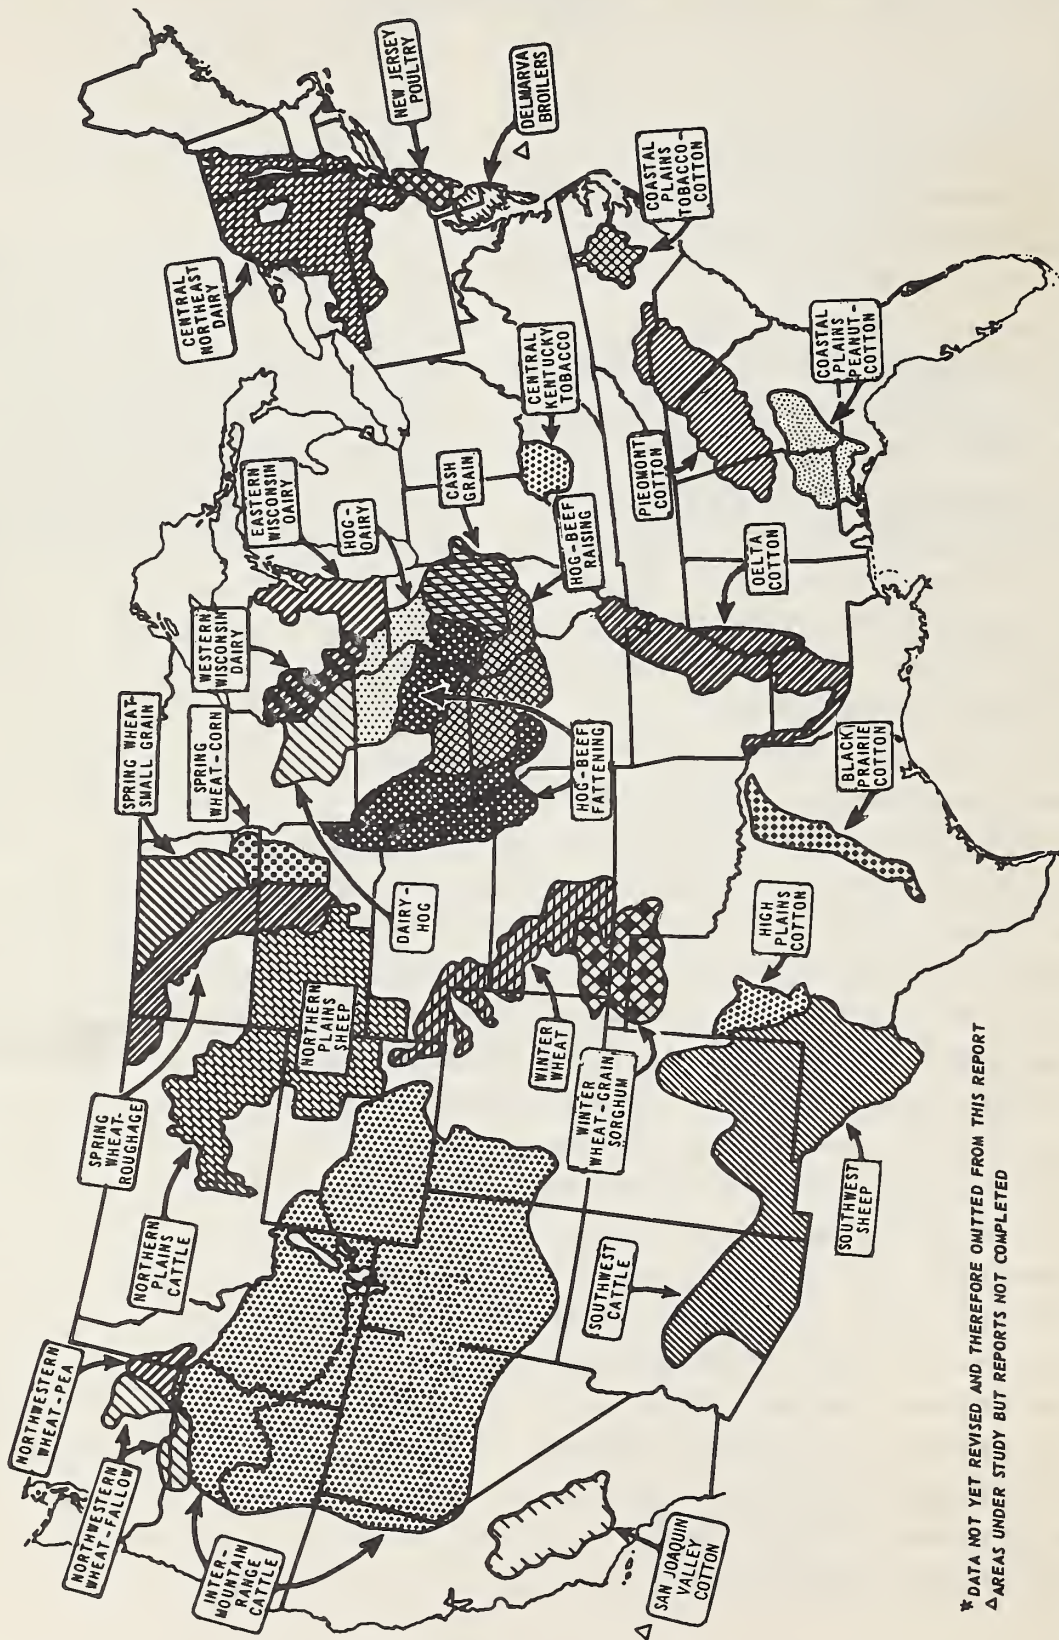 NEW JERSEY
POULTRY
DELMARVA
BROILERS
△
COASTAL
PLAINS
TOBACCO-
COTTON
CENTRAL
NORTHEAST
DAIRY
CENTRAL
KENTUCKY
TOBACCO
PIEDMONT
COTTON
COASTAL
PLAINS
PEANUT-
COTTON
EASTERN
WISCONSIN
DAIRY
HOG-
DAIRY
CASH
GRAIN
HOG-BEEF
RAISING
DELTA
COTTON
WESTERN
WISCONSIN
DAIRY
SPRING WHEAT-
SMALL GRAIN
SPRING
WHEAT-CORN
HOG-BEEF
FATTENING
BLACK
PRAIRIE
COTTON
DAIRY-
HOG
HIGH
PLAINS
COTTON
NORTHERN
PLAINS
SHEEP
WINTER
WHEAT
WINTER
WHEAT-GRAIN
SORGHUM
SPRING
WHEAT-
ROUGHAGE
NORTHERN
PLAINS
CATTLE
SOUTHWEST
CATTLE
SOUTHWEST
SHEEP
NORTHWESTERN
WHEAT-PEA
NORTHWESTERN
WHEAT-FALLOW
INTER-
MOUNTAIN
RANGE
CATTLE
SAN JOAQUIN
VALLEY
COTTON
△
* DATA NOT YET REVISED AND THEREFORE OMITTED FROM THIS REPORT
△ AREAS UNDER STUDY BUT REPORTS NOT COMPLETED